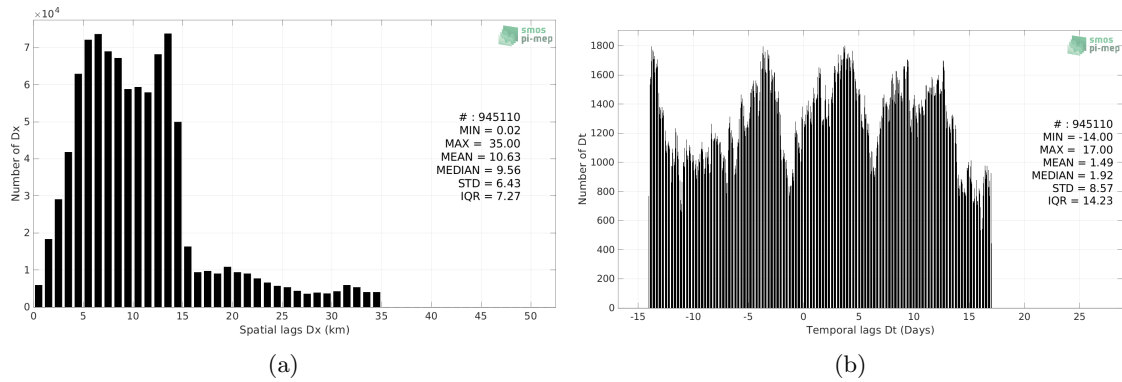 ×10⁴
smos
pi-mep
7
6
5
4
3
2
1
0
Number of Dx
# : 945110
MIN = 0.02
MAX = 35.00
MEAN = 10.63
MEDIAN = 9.56
STD = 6.43
IQR = 7.27
0 5 10 15 20 25 30 35 40 45 50
Spatial lags Dx (km)
(a)
smos
pi-mep
1800
1600
1400
1200
1000
800
600
400
200
0
Number of Dt
# : 945110
MIN = -14.00
MAX = 17.00
MEAN = 1.49
MEDIAN = 1.92
STD = 8.57
IQR = 14.23
-15 -10 -5 0 5 10 15 20 25
Temporal lags Dt (Days)
(b)